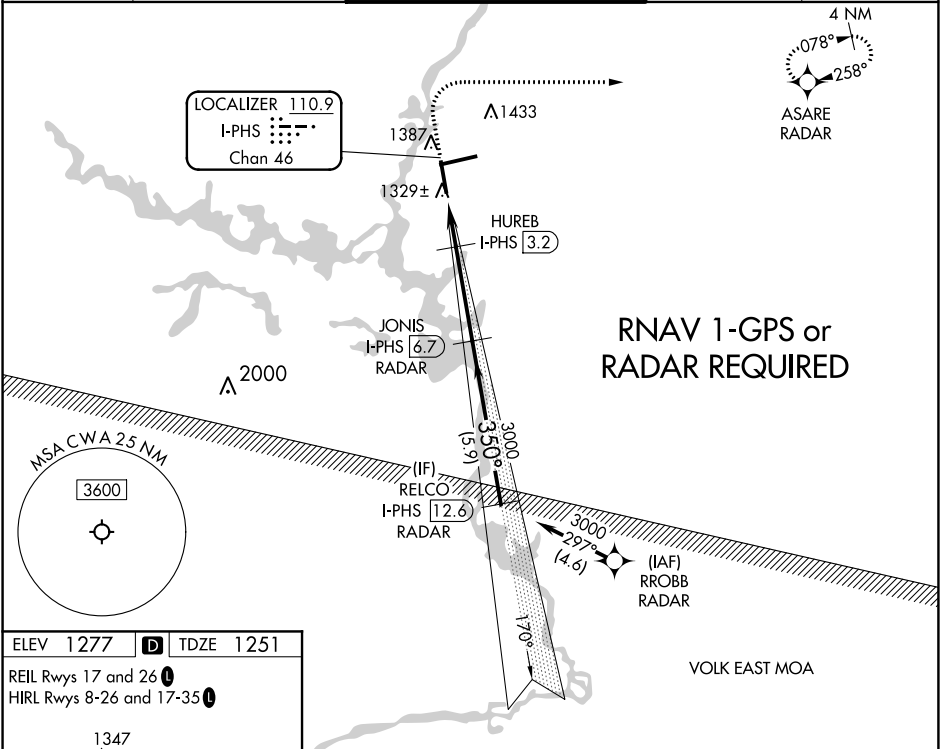 4 NM
078°
258°
ASARE
RADAR
LOCALIZER 110.9
I-PHS
Chan 46
1433
1387
1329±
HUREB
I-PHS 3.2
JONIS
I-PHS 6.7
RADAR
RNAV 1-GPS or
RADAR REQUIRED
2000
MSA CWA 25 NM
3600
3000
350°
(5.9)
(IF)
RELCO
I-PHS 12.6
RADAR
3000
297°
(4.6)
(IAF)
RROBB
RADAR
170°
VOLK EAST MOA
ELEV 1277 D TDZE 1251
REIL Rwys 17 and 26 L
HIRL Rwys 8-26 and 17-35 L
1347